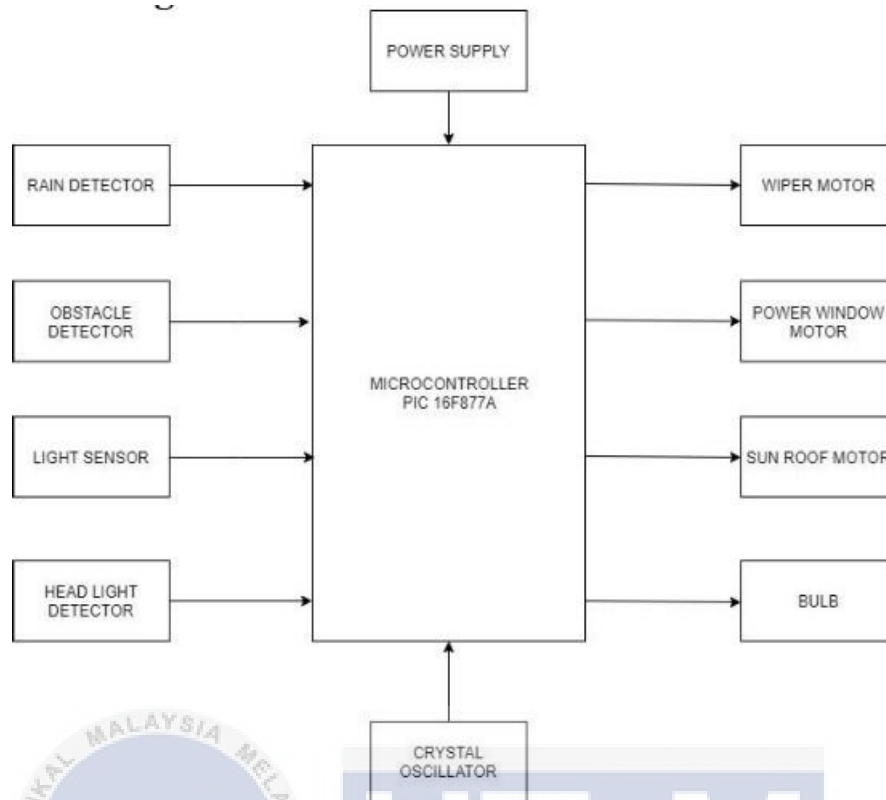 POWER SUPPLY
RAIN DETECTOR
WIPER MOTOR
OBSTACLE
DETECTOR
POWER WINDOW
MOTOR
MICROCONTROLLER
PIC 16F877A
LIGHT SENSOR
SUN ROOF MOTOR
HEAD LIGHT
DETECTOR
BULB
CRYSTAL
OSCILLATOR
MALAYSIA